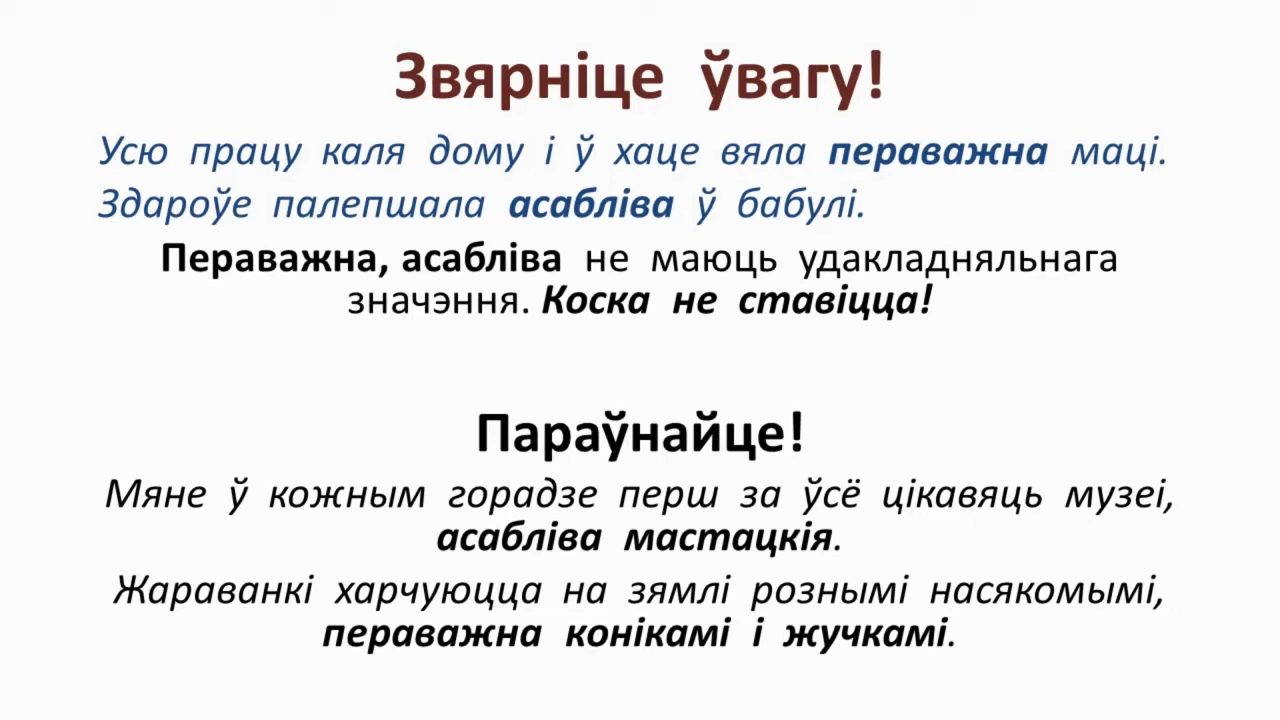 Звярніце ўвагу!
Усю працу каля дому і ў хаце вяла пераважна маці.
Здароўе палепшала асабліва ў бабулі.
Пераважна, асабліва не маюць удакладняльнага
значэння. Коска не ставіцца!
Параўнайце!
Мяне ў кожным горадзе перш за ўсё цікавяць музеі,
асабліва мастацкія.
Жараванкі харчуюцца на зямлі рознымі насякомымі,
пераважна конікамі і жучкамі.